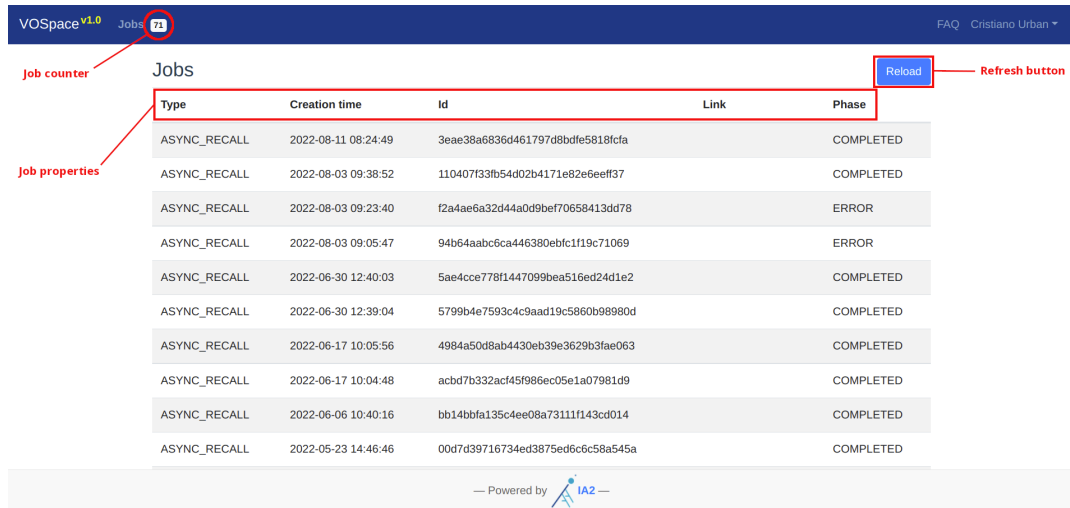 VOSpace v1.0 Jobs 71 FAQ Cristiano Urban
Job counter
Jobs
Reload
Refresh button
Type Creation time Id Link Phase
ASYNC_RECALL 2022-08-11 08:24:49 3eae38a6836d461797d8bdfe5818fcfa COMPLETED
Job properties
ASYNC_RECALL 2022-08-03 09:38:52 110407f33fb54d02b4171e82e6eeff37 COMPLETED
ASYNC_RECALL 2022-08-03 09:23:40 f2a4ae6a32d44a0d9bef70658413dd78 ERROR
ASYNC_RECALL 2022-08-03 09:05:47 94b64aabc6ca446380ebfc1f19c71069 ERROR
ASYNC_RECALL 2022-06-30 12:40:03 5ae4cce778f1447099bea516ed24d1e2 COMPLETED
ASYNC_RECALL 2022-06-30 12:39:04 5799b4e7593c4c9aad19c5860b98980d COMPLETED
ASYNC_RECALL 2022-06-17 10:05:56 4984a50d8ab4430eb39e3629b3fae063 COMPLETED
ASYNC_RECALL 2022-06-17 10:04:48 acbd7b332acf45f986ec05e1a07981d9 COMPLETED
ASYNC_RECALL 2022-06-06 10:40:16 bb14bbfa135c4ee08a73111f143cd014 COMPLETED
ASYNC_RECALL 2022-05-23 14:46:46 00d7d39716734ed3875ed6c6c58a545a COMPLETED
— Powered by IA2 —